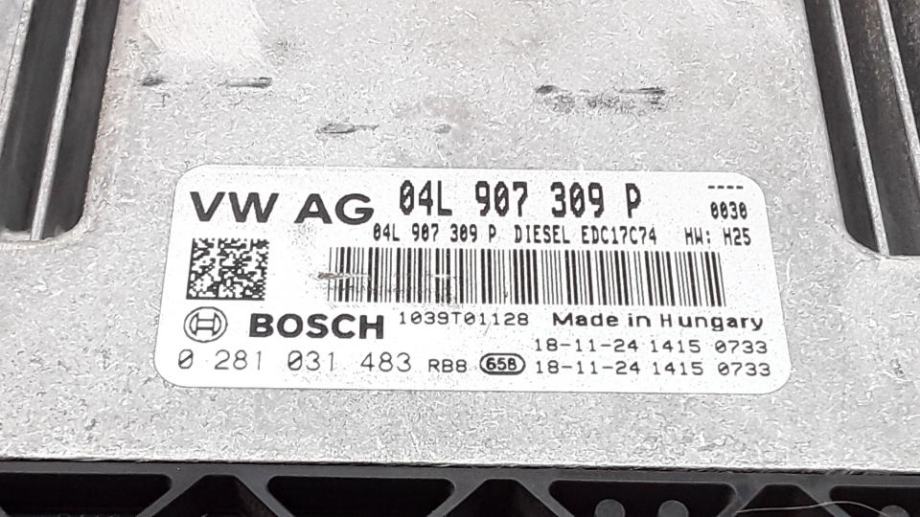 VW AG 04L 907 309 P ----
0030
04L 907 309 P DIESEL EDC17C74 HW: H25
BOSCH 1039T01128 Made in Hungary
18-11-24 1415 0733
0 281 031 483 RB8 65B 18-11-24 1415 0733